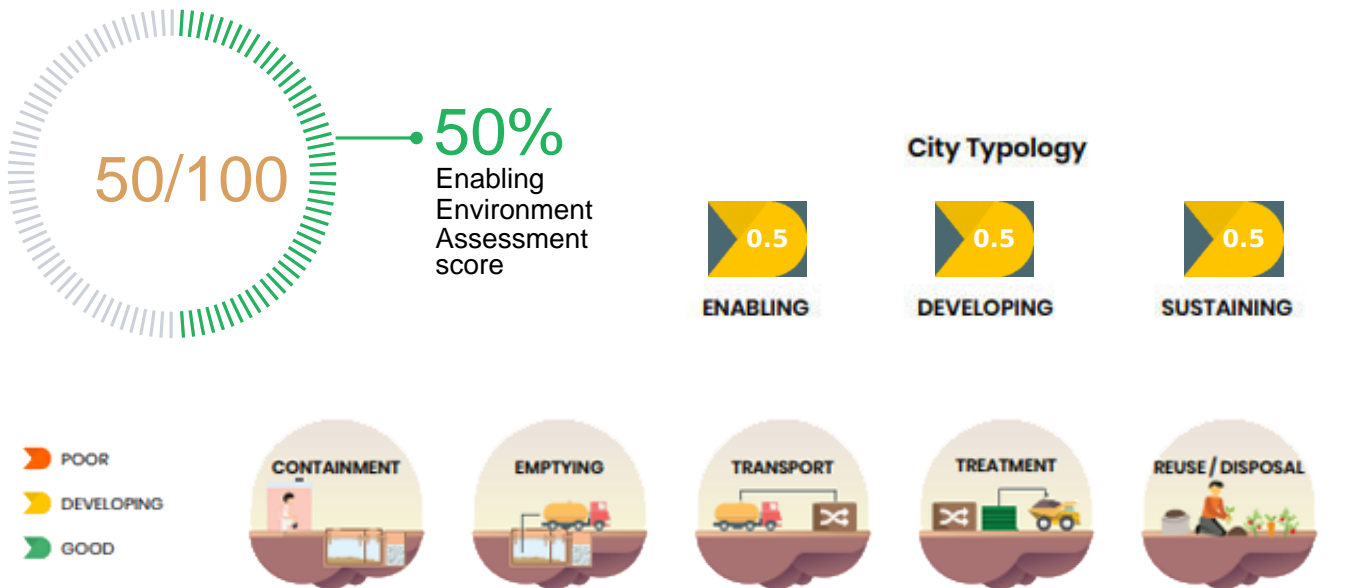 50/100
50%
Enabling
Environment
Assessment
score
City Typology
0.5
0.5
0.5
ENABLING
DEVELOPING
SUSTAINING
POOR
DEVELOPING
GOOD
CONTAINMENT
EMPTYING
TRANSPORT
TREATMENT
REUSE / DISPOSAL